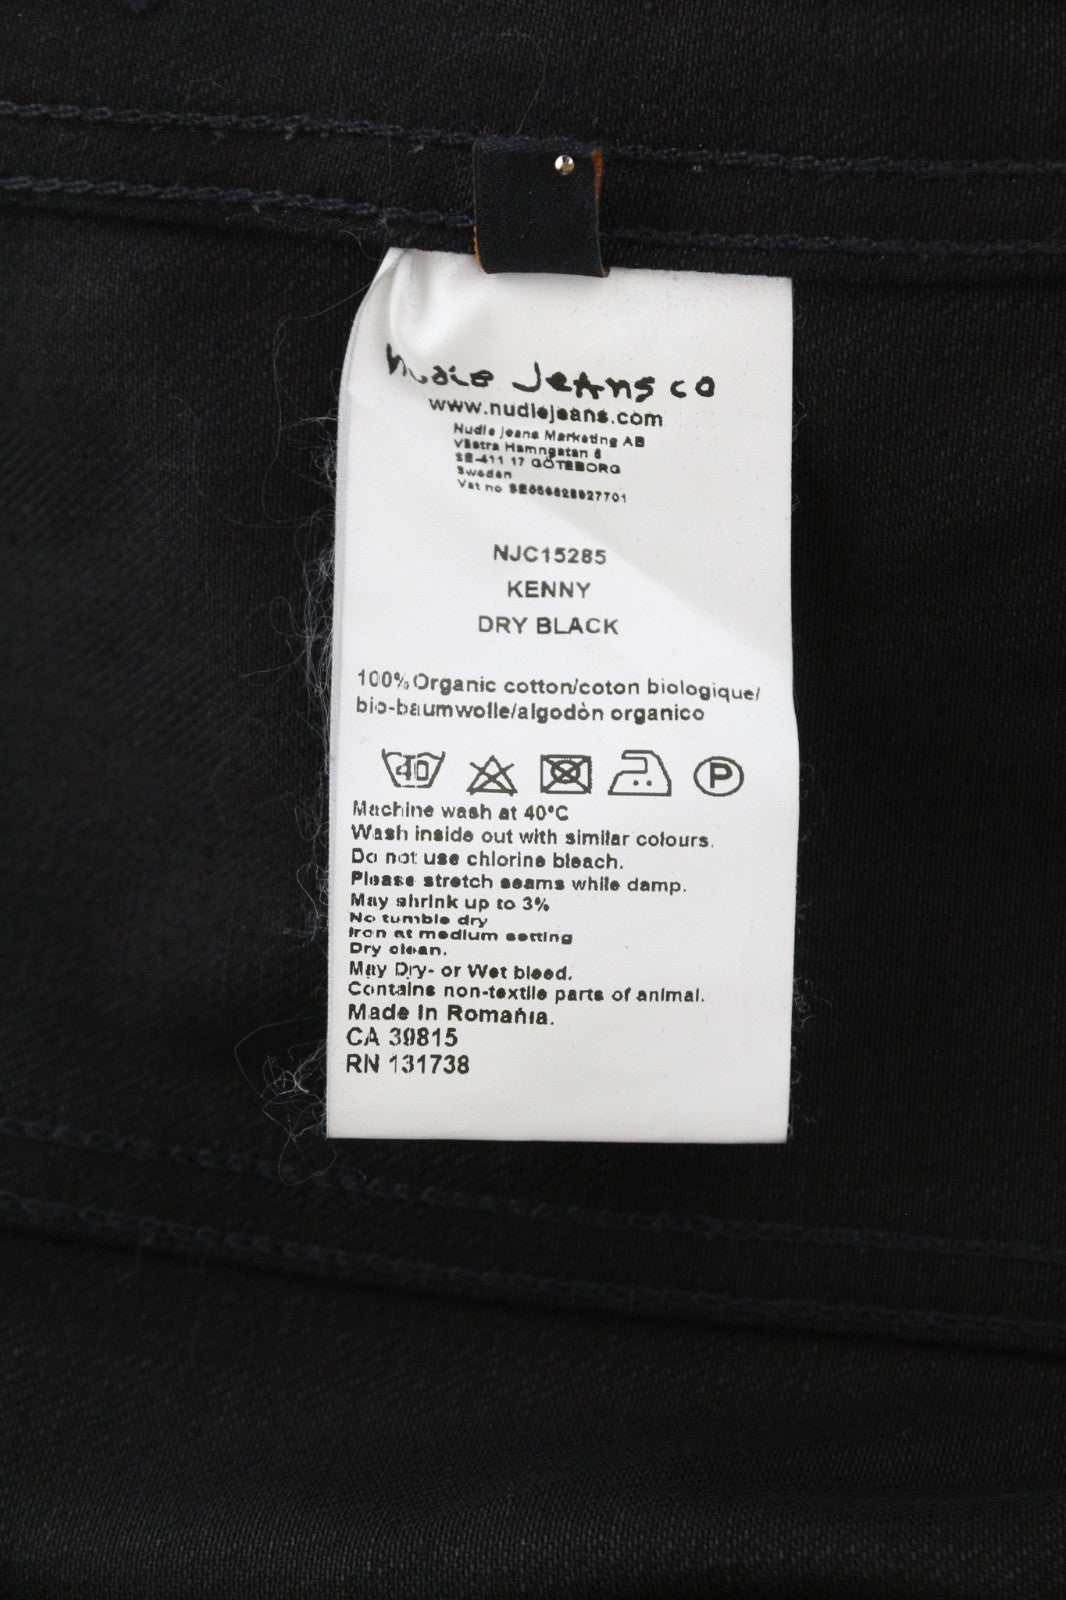 nudie Jeans co
www.nudiejeans.com
Nudie Jeans Marketing AB
Västra Hamngatan 6
SE-411 17 GÖTEBORG
Sweden
Vat no
NJC15285
KENNY
DRY BLACK
100% Organic cotton/coton biologique/
bio-baumwolle/algodòn organico
40 P
Machine wash at 40°C
Wash inside out with similar colours.
Do not use chlorine bleach.
Please stretch seams while damp.
May shrink up to 3%
No tumble dry
Iron at medium setting
Dry clean.
May Dry- or Wet bleed.
Contains non-textile parts of animal.
Made in Romania.
CA 39815
RN 131738